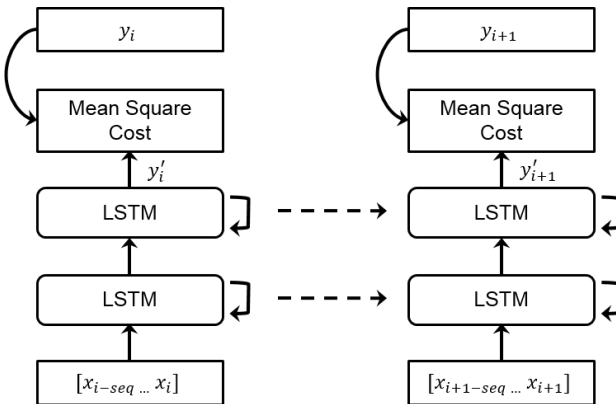 y_i
y_{i+1}
Mean Square
Cost
Mean Square
Cost
y'_i
y'_{i+1}
LSTM
LSTM
LSTM
LSTM
[x_{i-seq} ... x_i]
[x_{i+1-seq} ... x_{i+1}]